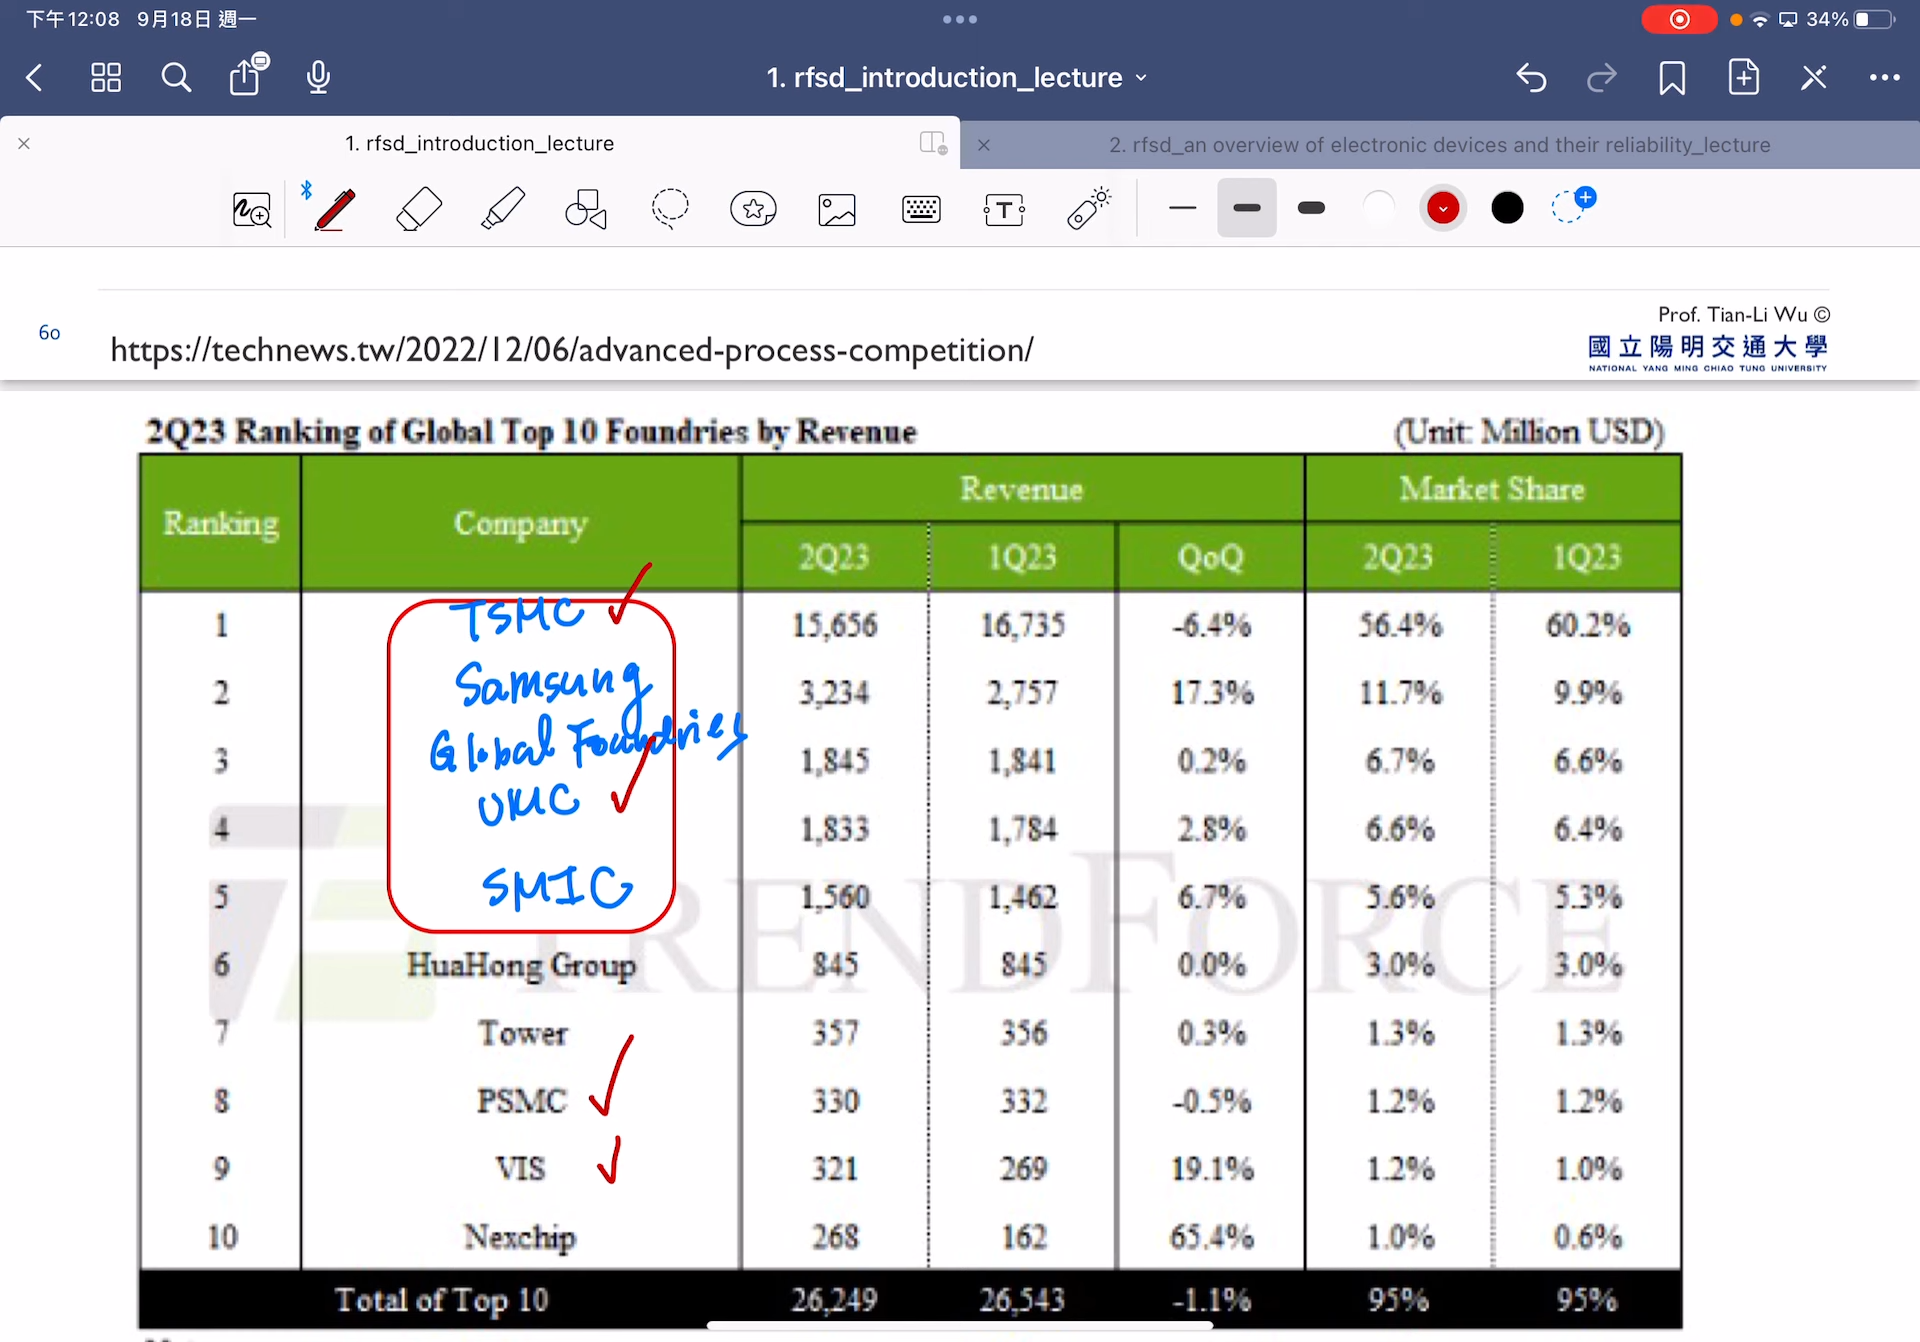 下午12:08 9月18日 週一
34%
1. rfsd_introduction_lecture
1. rfsd_introduction_lecture
2. rfsd_an overview of electronic devices and their reliability_lecture
T
60
https://technews.tw/2022/12/06/advanced-process-competition/
Prof. Tian-Li Wu ©
國立陽明交通大學
NATIONAL YANG MING CHIAO TUNG UNIVERSITY
2Q23 Ranking of Global Top 10 Foundries by Revenue (Unit: Million USD)
Ranking Company Revenue Market Share
2Q23 1Q23 QoQ 2Q23 1Q23
1 TSMC 15,656 16,735 -6.4% 56.4% 60.2%
2 Samsung 3,234 2,757 17.3% 11.7% 9.9%
3 Global Foundries 1,845 1,841 0.2% 6.7% 6.6%
4 UMC 1,833 1,784 2.8% 6.6% 6.4%
5 SMIC 1,560 1,462 6.7% 5.6% 5.3%
TRENDFORCE
6 HuaHong Group 845 845 0.0% 3.0% 3.0%
7 Tower 357 356 0.3% 1.3% 1.3%
8 PSMC 330 332 -0.5% 1.2% 1.2%
9 VIS 321 269 19.1% 1.2% 1.0%
10 Nexchip 268 162 65.4% 1.0% 0.6%
Total of Top 10 26,249 26,543 -1.1% 95% 95%